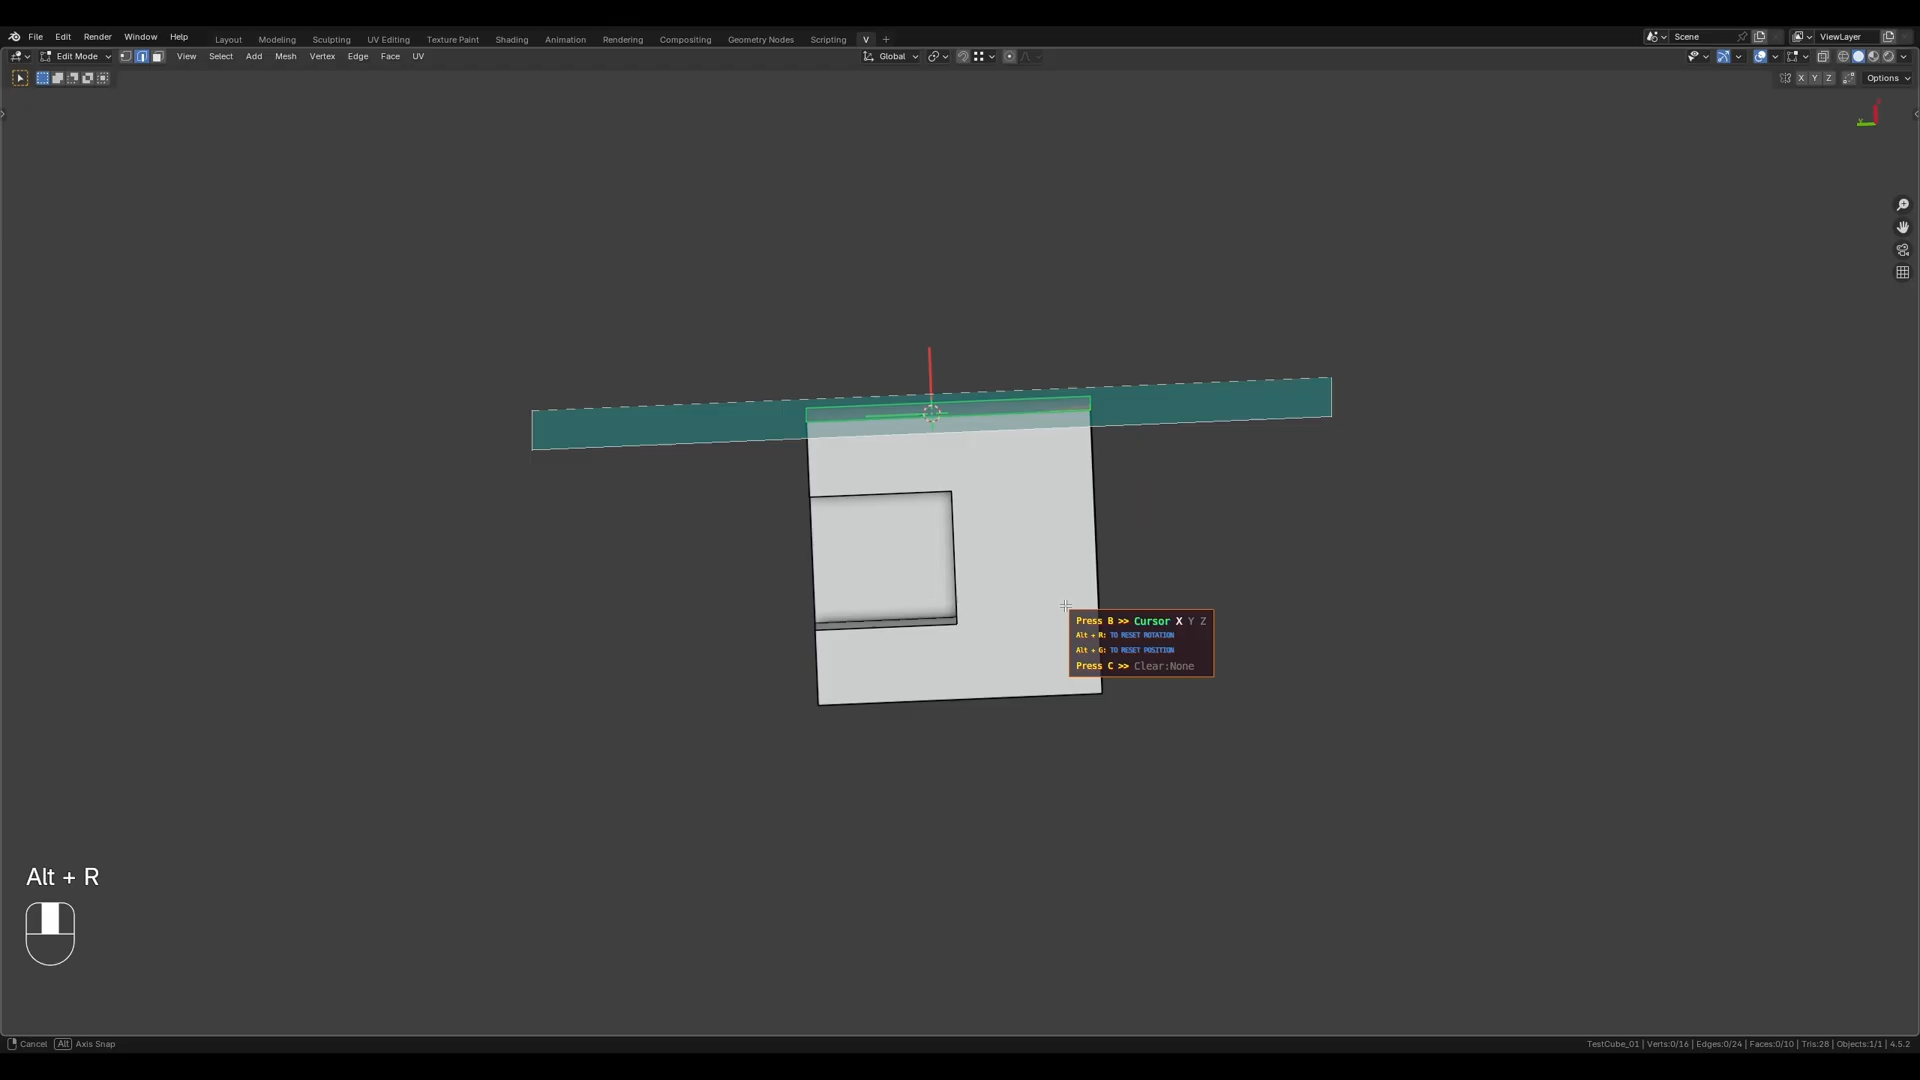 File Edit Render Window Help Layout Modeling Sculpting UV Editing Texture Paint Shading Animation Rendering Compositing Geometry Nodes Scripting V + Scene ViewLayer
Edit Mode View Select Add Mesh Vertex Edge Face UV Global
X Y Z Options
Press B >> Cursor X Y Z
Alt + R: TO RESET ROTATION
Alt + G: TO RESET POSITION
Press C >> Clear:None
Alt + R
Cancel Alt Axis Snap TestCube_01 | Verts:0/16 | Edges:0/24 | Faces:0/10 | Tris:28 | Objects:1/1 | 4.5.2